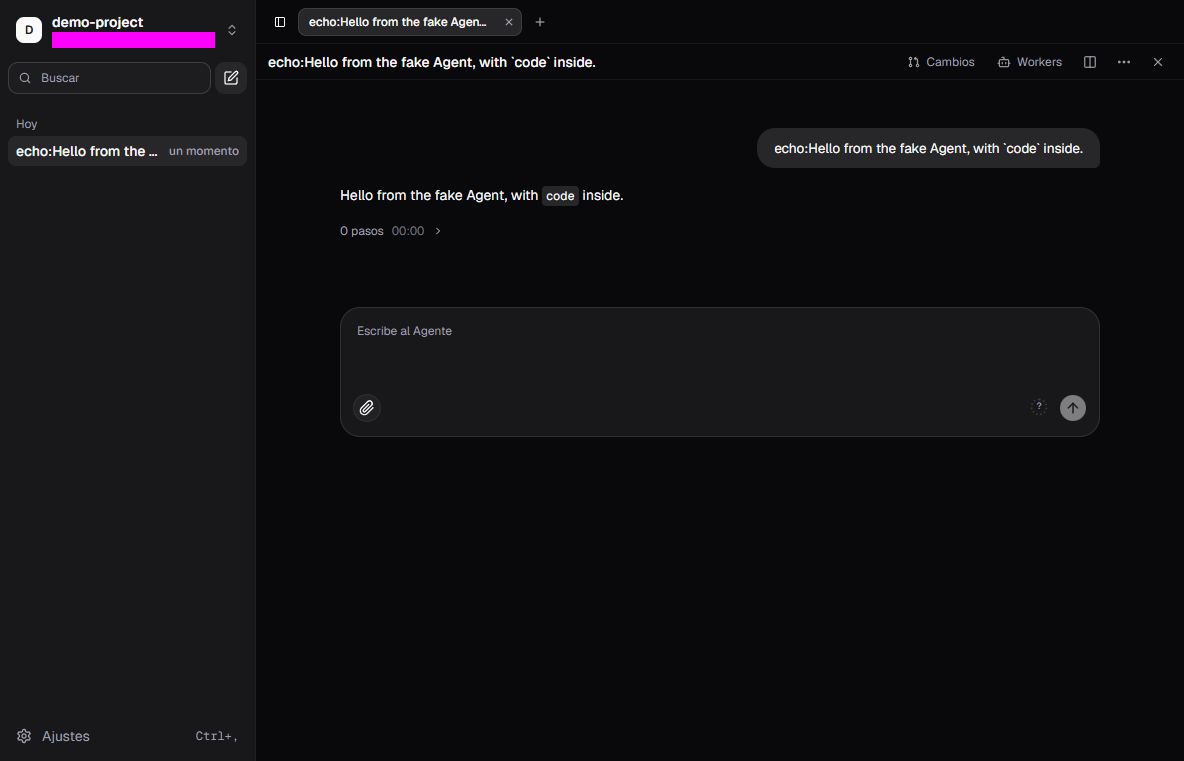 D
demo-project
Buscar
Hoy
echo:Hello from the ... un momento
Ajustes Ctrl+,
echo:Hello from the fake Agen...
echo:Hello from the fake Agent, with `code` inside.
Cambios Workers
echo:Hello from the fake Agent, with `code` inside.
Hello from the fake Agent, with code inside.
0 pasos 00:00
Escribe al Agente
?